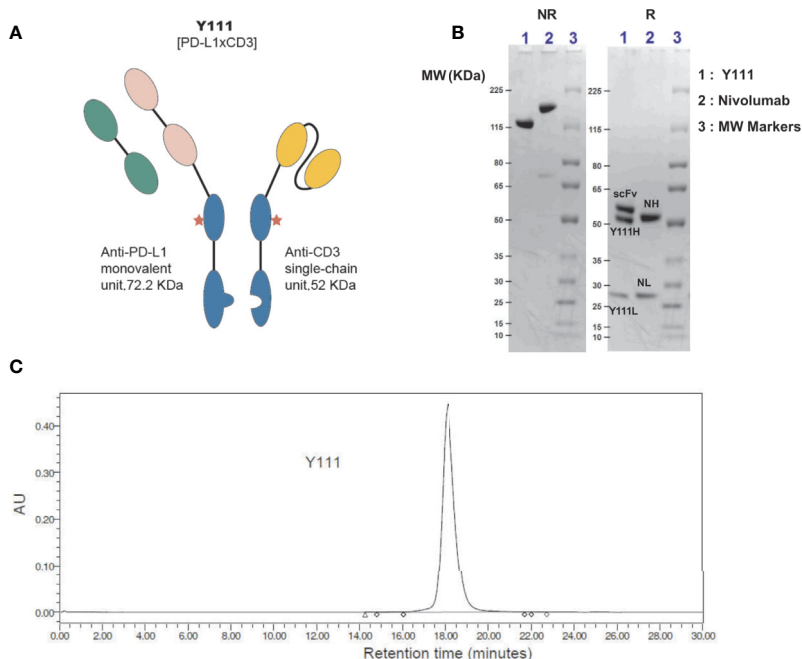 A
Y111
[PD-L1xCD3]
Anti-PD-L1
monovalent
unit,72.2 KDa
Anti-CD3
single-chain
unit,52 KDa
B
NR
R
1 2 3
1 2 3
MW (KDa)
225
115
80
65
50
35
30
25
15
10
225
115
80
65
50
35
30
25
15
10
scFv
NH
Y111H
NL
Y111L
1 : Y111
2 : Nivolumab
3 : MW Markers
C
Y111
AU
0.40
0.30
0.20
0.10
0.00
0.00 2.00 4.00 6.00 8.00 10.00 12.00 14.00 16.00 18.00 20.00 22.00 24.00 26.00 28.00 30.00
Retention time (minutes)